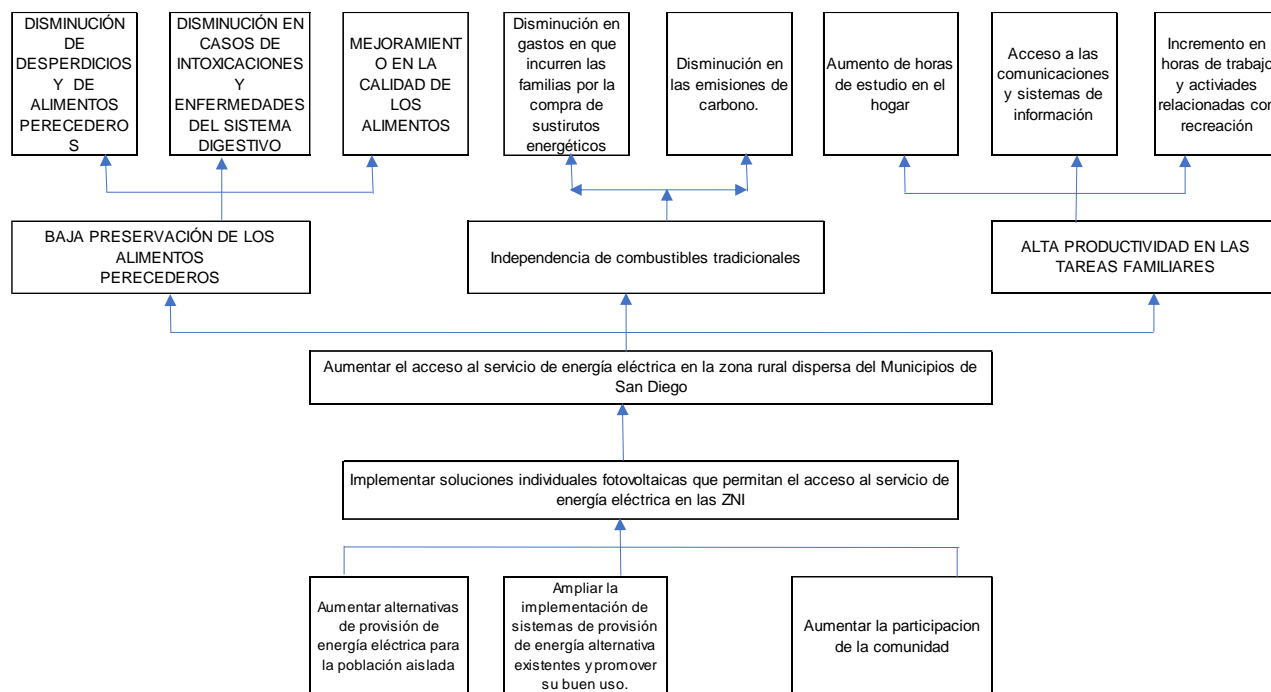 DISMINUCIÓN
DE
DESPERDICIOS
Y DE
ALIMENTOS
PERECEDERO
S
DISMINUCIÓN EN
CASOS DE
INTOXICACIONES
Y
ENFERMEDADES
DEL SISTEMA
DIGESTIVO
MEJORAMIENT
O EN LA
CALIDAD DE
LOS
ALIMENTOS
Disminución en
gastos en que
incurren las
familias por la
compra de
sustirutos
energéticos
Disminución en
las emisiones de
carbono.
Aumento de horas
de estudio en el
hogar
Acceso a las
comunicaciones
y sistemas de
información
Incremento en
horas de trabajo
y activiades
relacionadas con
recreación
BAJA PRESERVACIÓN DE LOS
ALIMENTOS
PERECEDEROS
Independencia de combustibles tradicionales
ALTA PRODUCTIVIDAD EN LAS
TAREAS FAMILIARES
Aumentar el acceso al servicio de energía eléctrica en la zona rural dispersa del Municipios de
San Diego
Implementar soluciones individuales fotovoltaicas que permitan el acceso al servicio de
energía eléctrica en las ZNI
Aumentar alternativas
de provisión de
energía eléctrica para
la población aislada
Ampliar la
implementación de
sistemas de provisión
de energía alternativa
existentes y promover
su buen uso.
Aumentar la participacion
de la comunidad